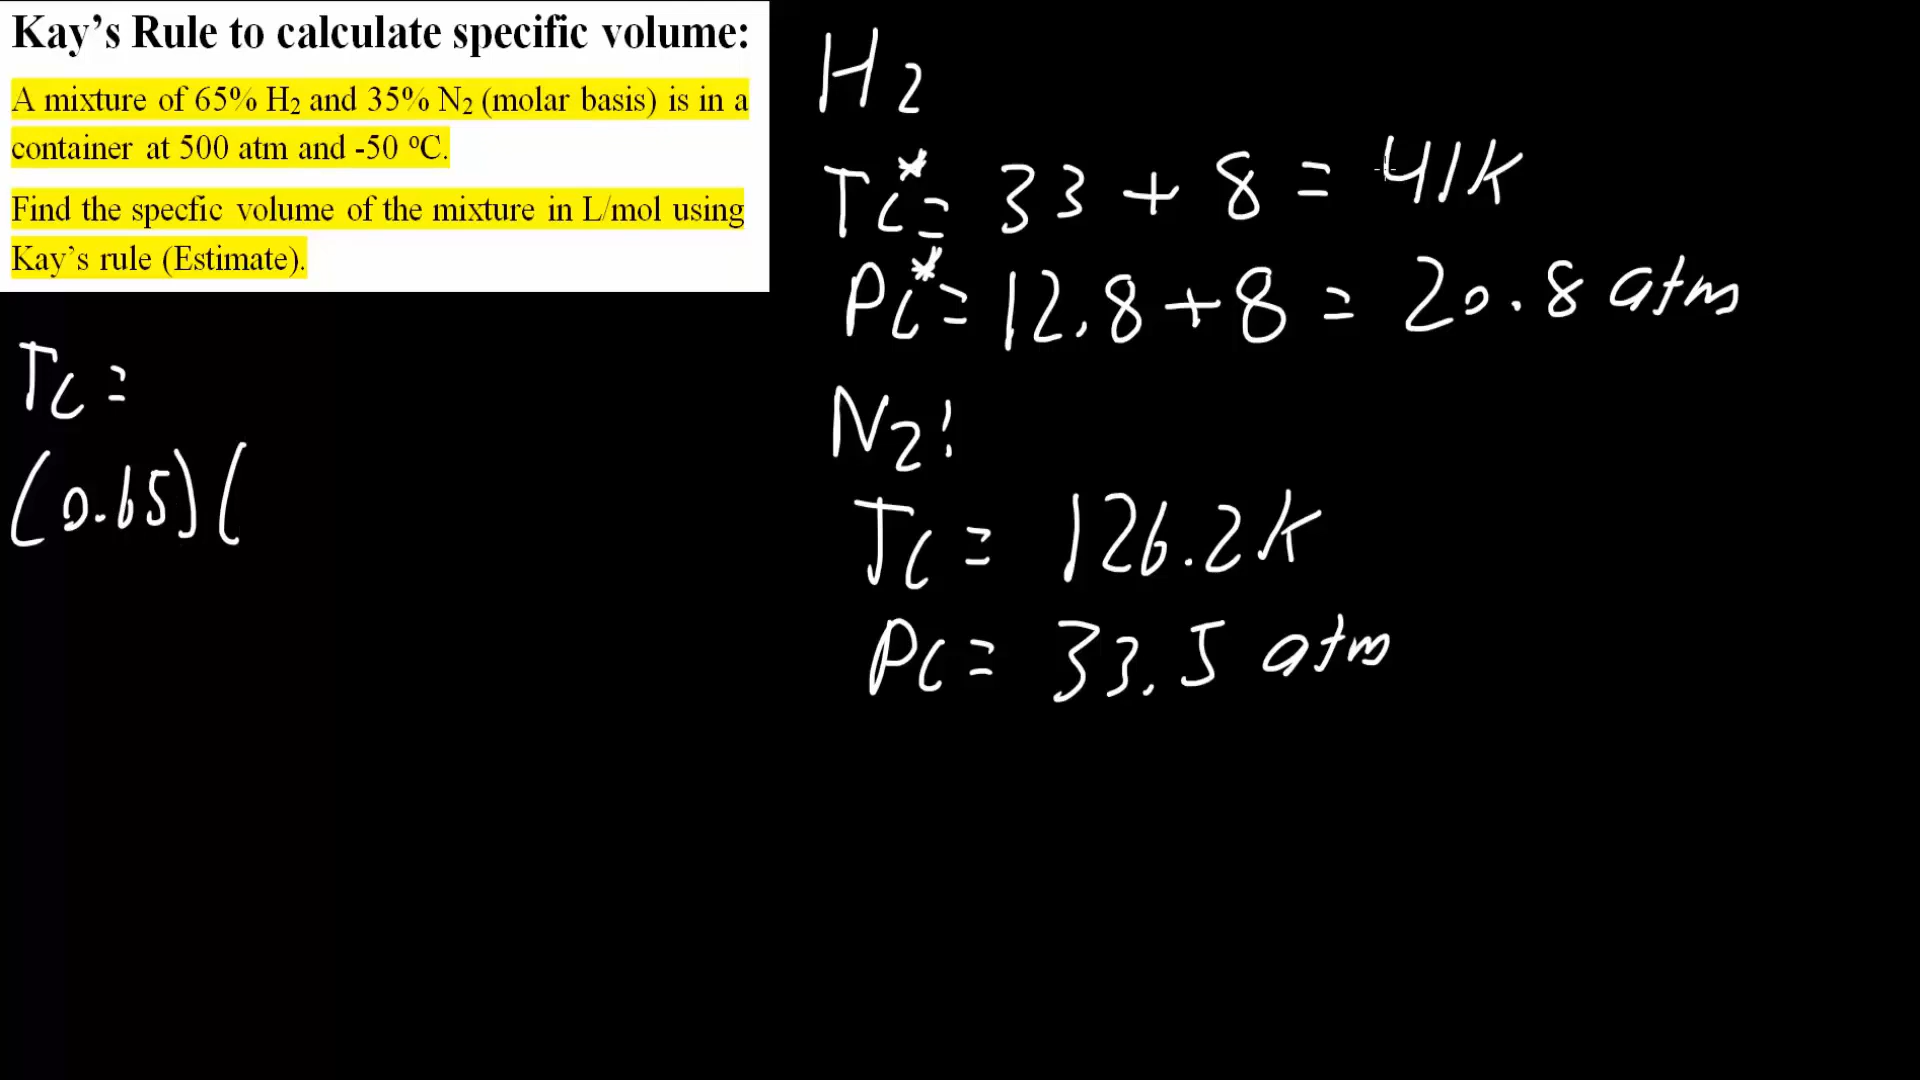 Kay’s Rule to calculate specific volume:
A mixture of 65% H₂ and 35% N₂ (molar basis) is in a
container at 500 atm and -50 ºC.
Find the specfic volume of the mixture in L/mol using
Kay’s rule (Estimate).
Tc =
(0.65)(
H2
Tc* = 33 + 8 = 41K
Pc* = 12.8 + 8 = 20.8 atm
N2:
Tc = 126.2K
Pc = 33.5 atm